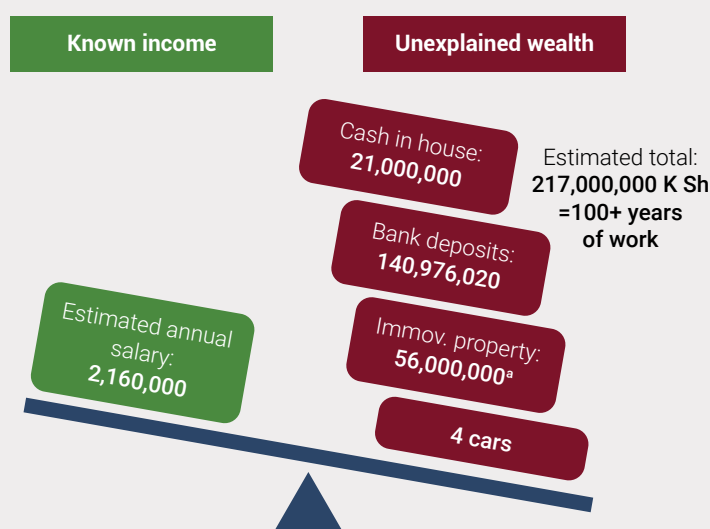 Known income
Unexplained wealth
Cash in house:
21,000,000
Estimated total:
217,000,000 K Sh
=100+ years
of work
Bank deposits:
140,976,020
Estimated annual
salary:
2,160,000
Immov. property:
56,000,000ª
4 cars